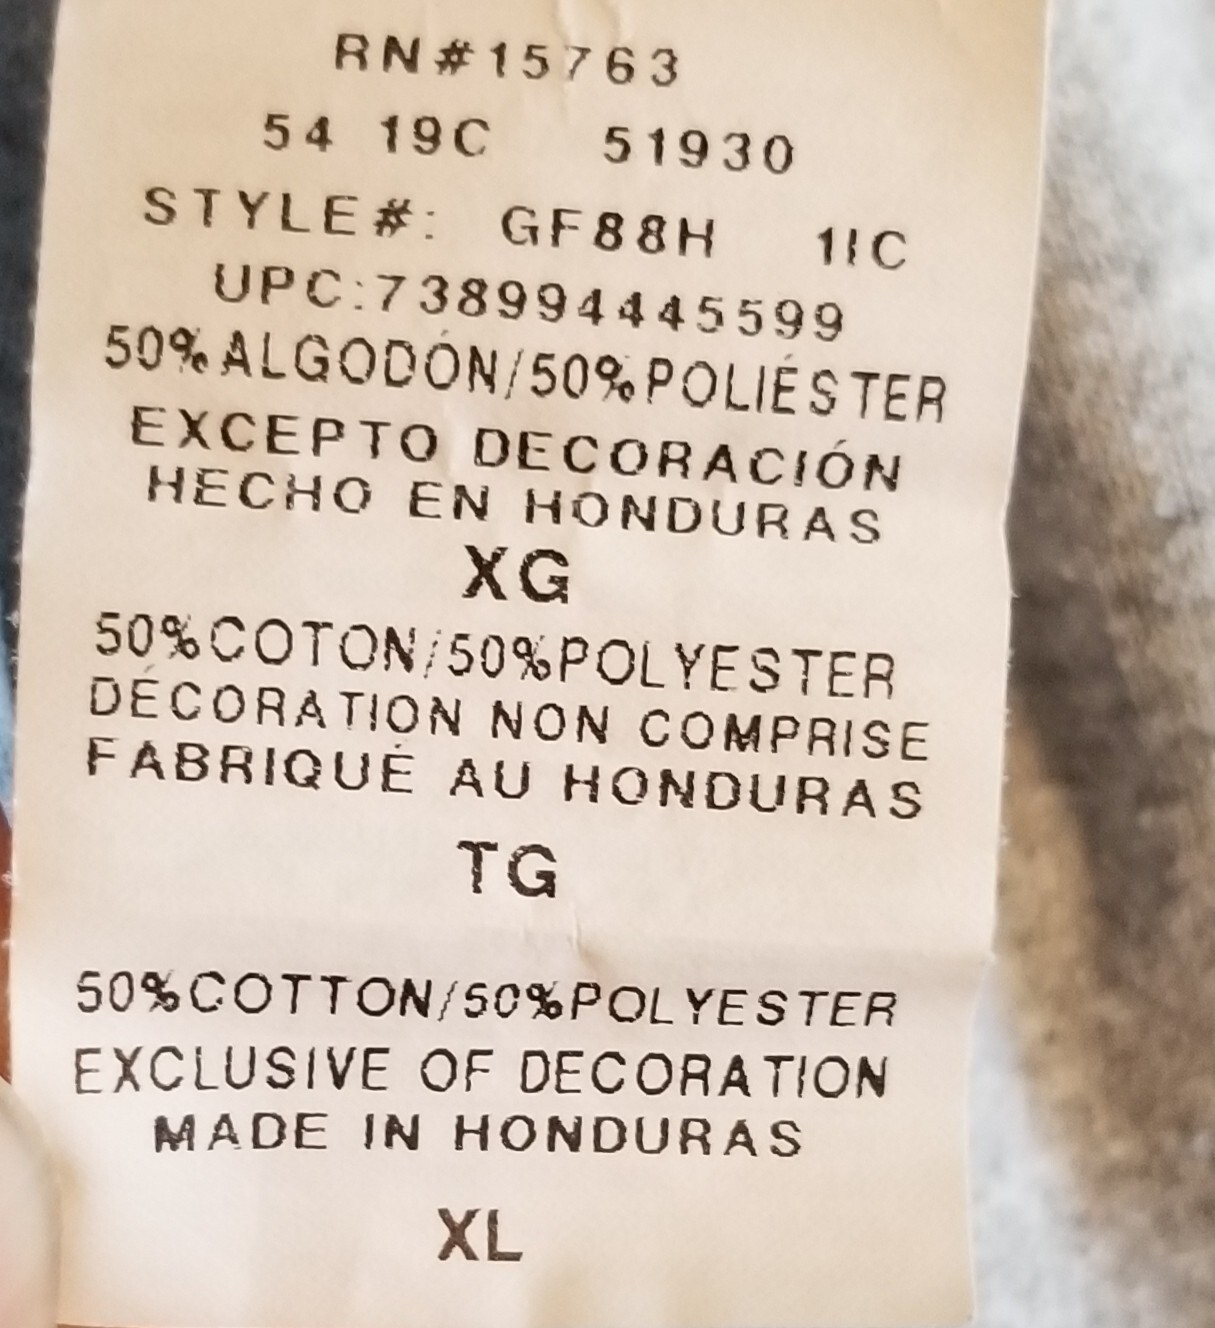 RN#15763
54 19C 51930
STYLE#: GF88H 1IC
UPC:738994445599
50%ALGODÓN/50%POLIÉSTER
EXCEPTO DECORACIÓN
HECHO EN HONDURAS
XG
50%COTON/50%POLYESTER
DÉCORATION NON COMPRISE
FABRIQUÉ AU HONDURAS
TG
50%COTTON/50%POLYESTER
EXCLUSIVE OF DECORATION
MADE IN HONDURAS
XL